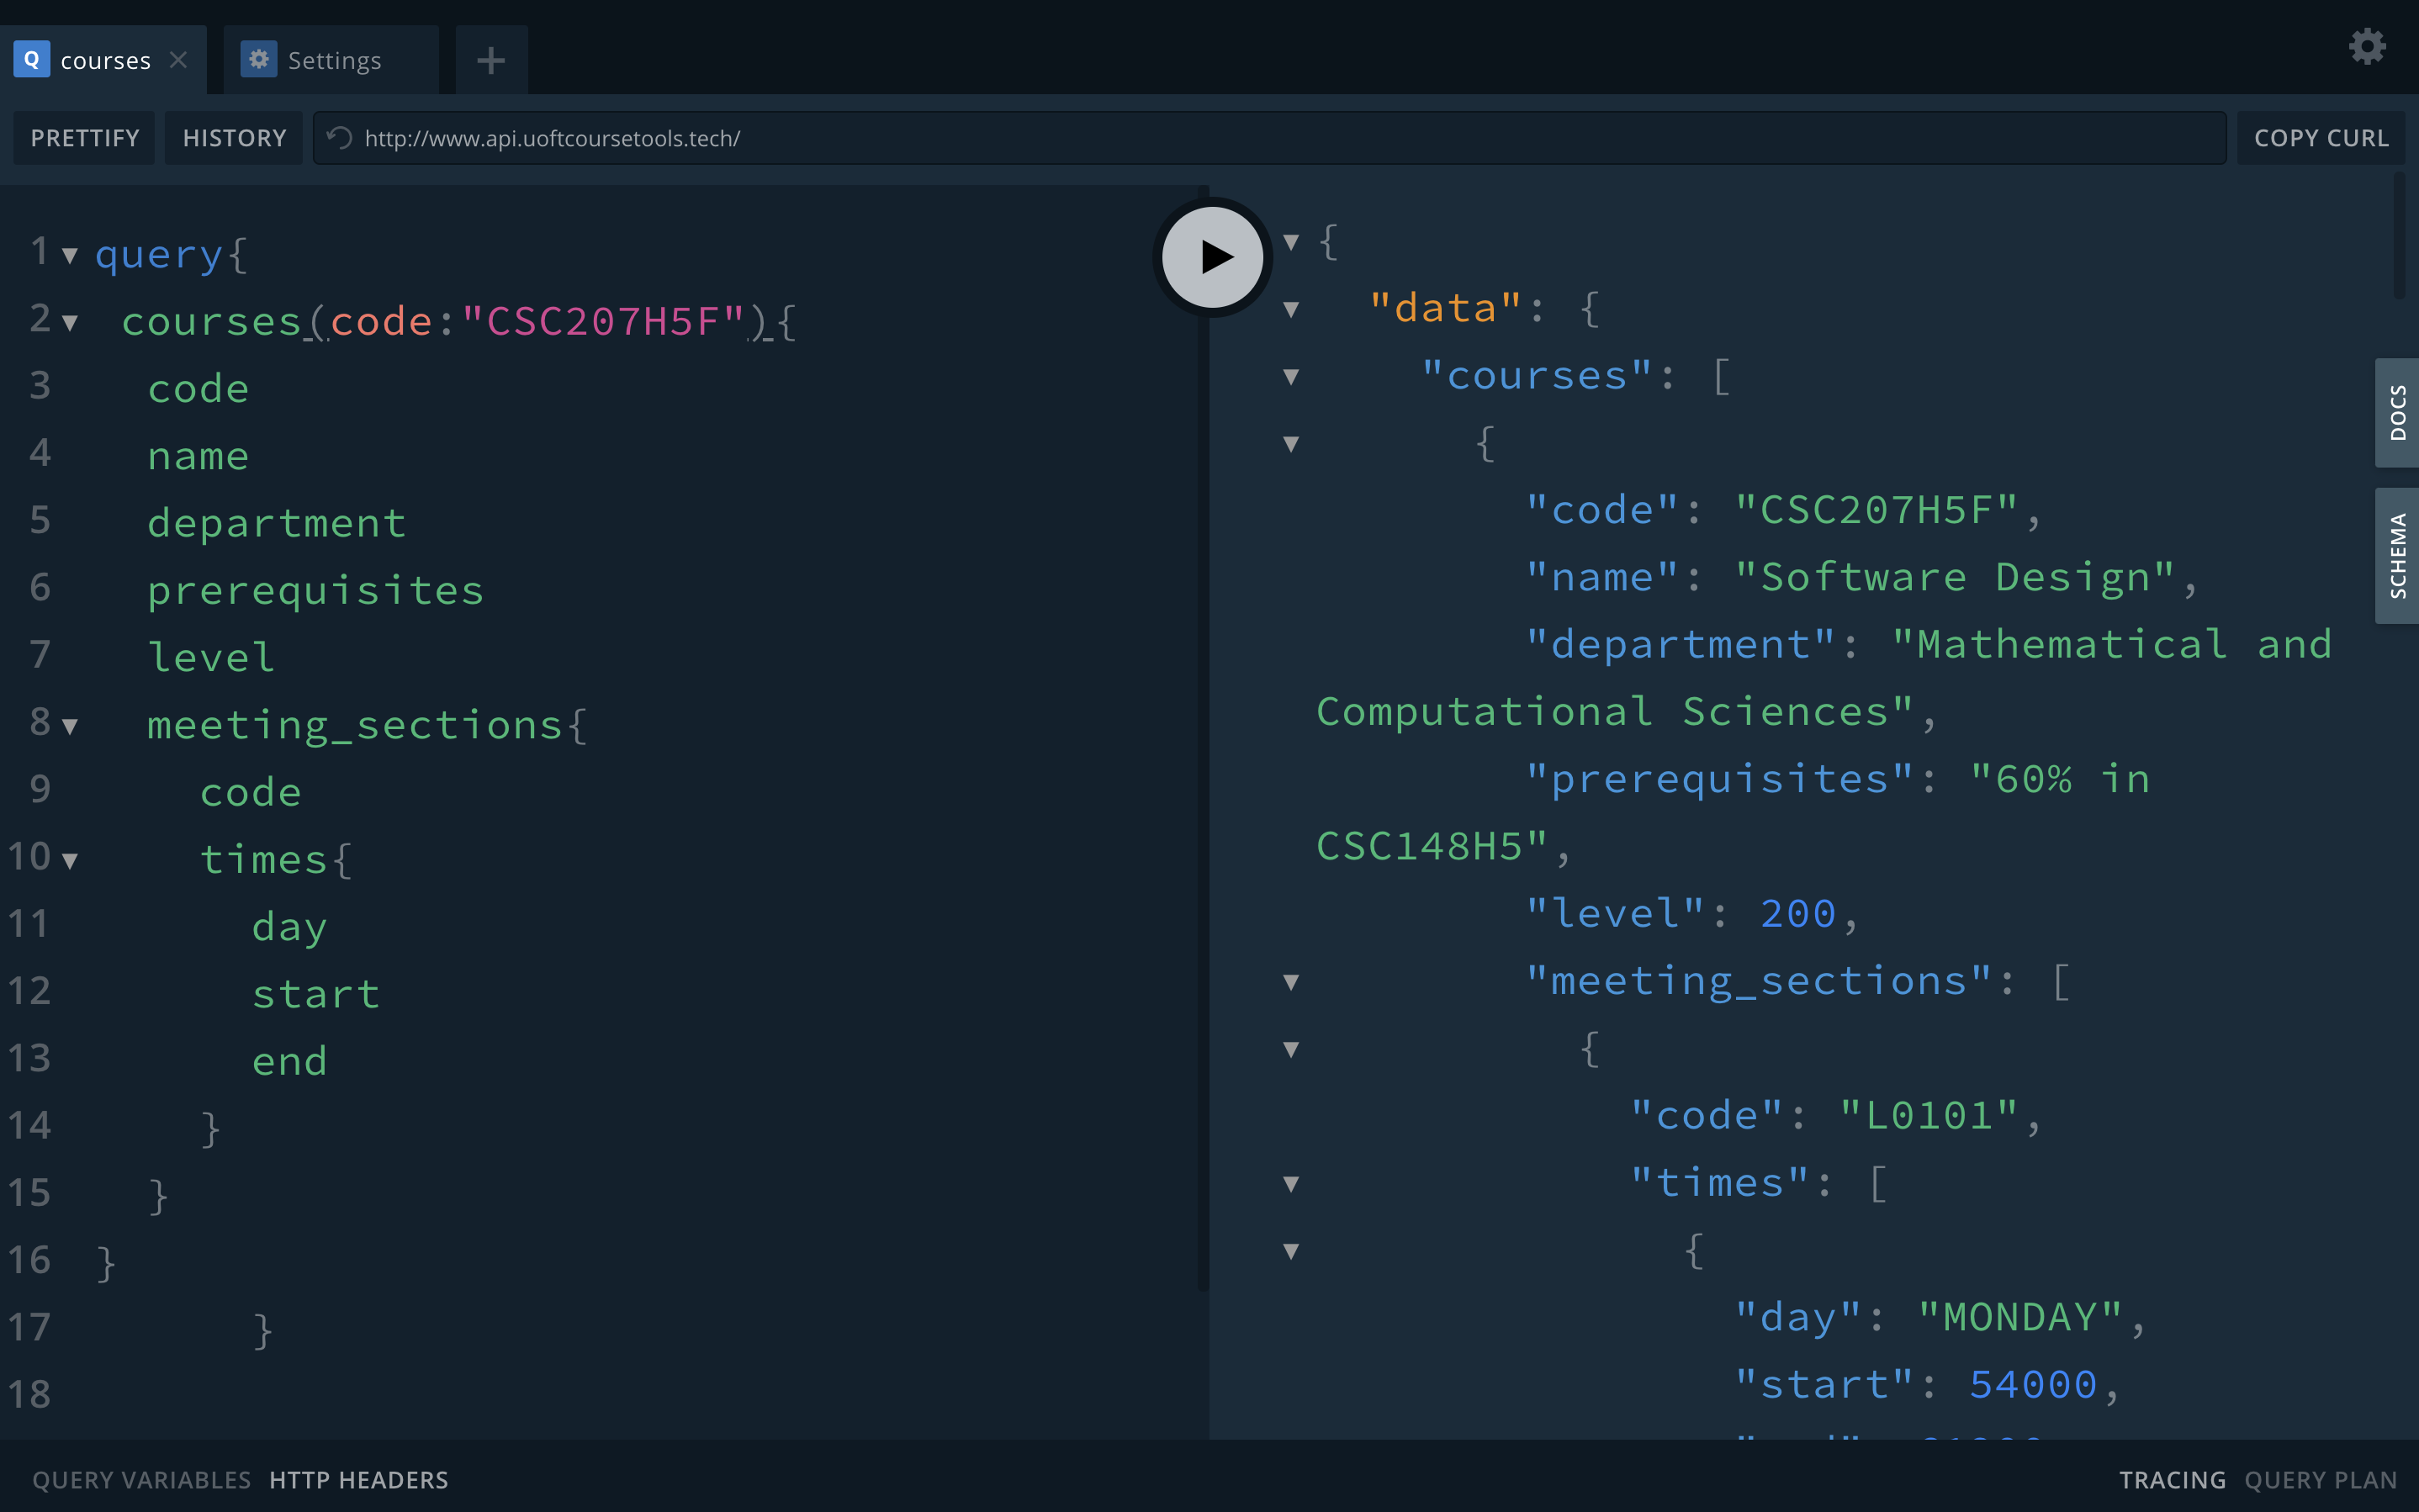 Q courses
Settings
PRETTIFY
HISTORY
http://www.api.uoftcoursetools.tech/
COPY CURL
1 query{
2 courses(code:"CSC207H5F"){
3 code
4 name
5 department
6 prerequisites
7 level
8 meeting_sections{
9 code
10 times{
11 day
12 start
13 end
14 }
15 }
16 }
17 }
18
{
"data": {
"courses": [
{
"code": "CSC207H5F",
"name": "Software Design",
"department": "Mathematical and
Computational Sciences",
"prerequisites": "60% in
CSC148H5",
"level": 200,
"meeting_sections": [
{
"code": "L0101",
"times": [
{
"day": "MONDAY",
"start": 54000,
DOCS
SCHEMA
QUERY VARIABLES HTTP HEADERS
TRACING QUERY PLAN